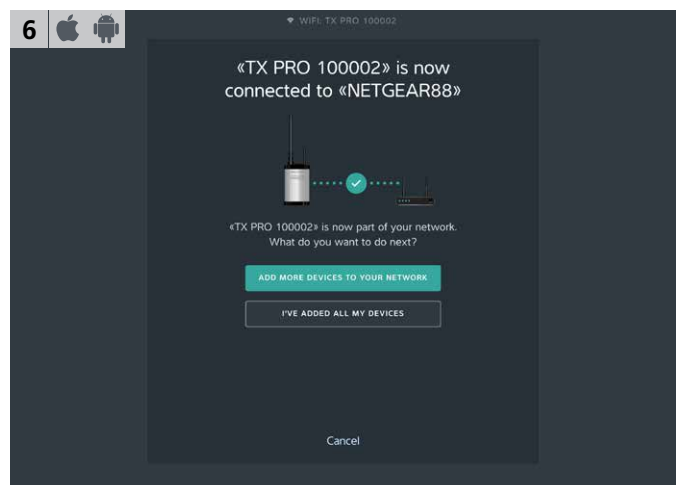 6
WIFI: TX PRO 100002
«TX PRO 100002» is now
connected to «NETGEAR88»
«TX PRO 100002» is now part of your network.
What do you want to do next?
ADD MORE DEVICES TO YOUR NETWORK
I'VE ADDED ALL MY DEVICES
Cancel